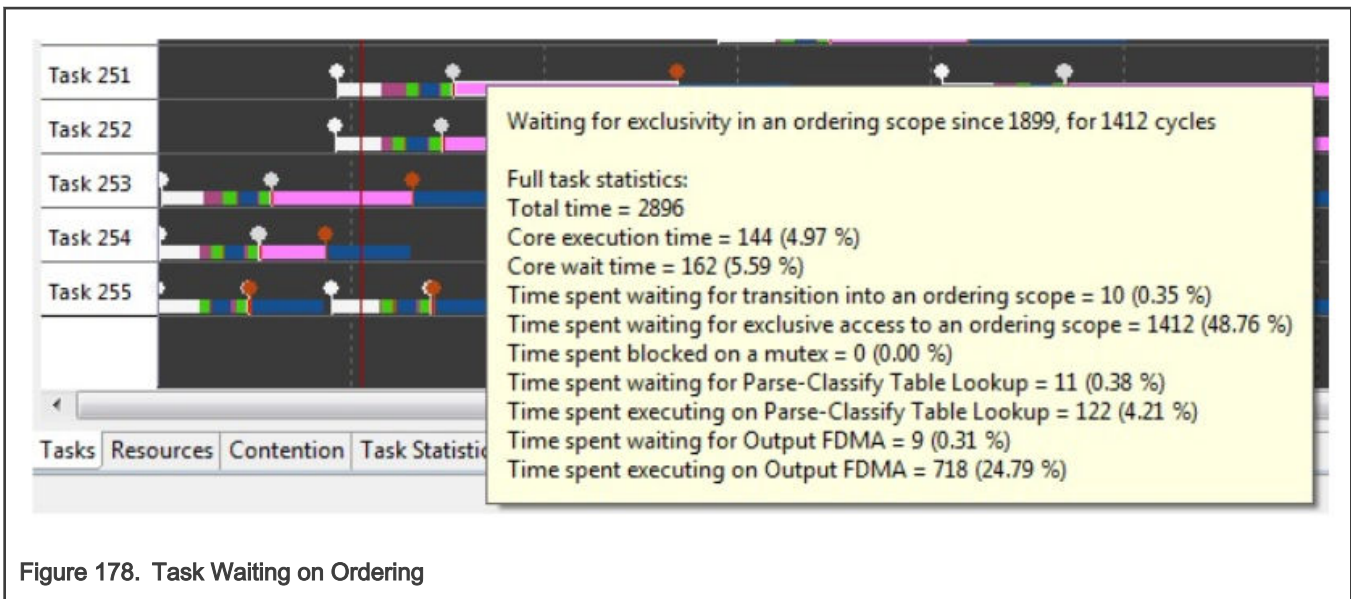 Task 251
Task 252
Task 253
Task 254
Task 255
Waiting for exclusivity in an ordering scope since 1899, for 1412 cycles
Full task statistics:
Total time = 2896
Core execution time = 144 (4.97 %)
Core wait time = 162 (5.59 %)
Time spent waiting for transition into an ordering scope = 10 (0.35 %)
Time spent waiting for exclusive access to an ordering scope = 1412 (48.76 %)
Time spent blocked on a mutex = 0 (0.00 %)
Time spent waiting for Parse-Classify Table Lookup = 11 (0.38 %)
Time spent executing on Parse-Classify Table Lookup = 122 (4.21 %)
Time spent waiting for Output FDMA = 9 (0.31 %)
Time spent executing on Output FDMA = 718 (24.79 %)
Tasks Resources Contention Task Statistic
Figure 178. Task Waiting on Ordering